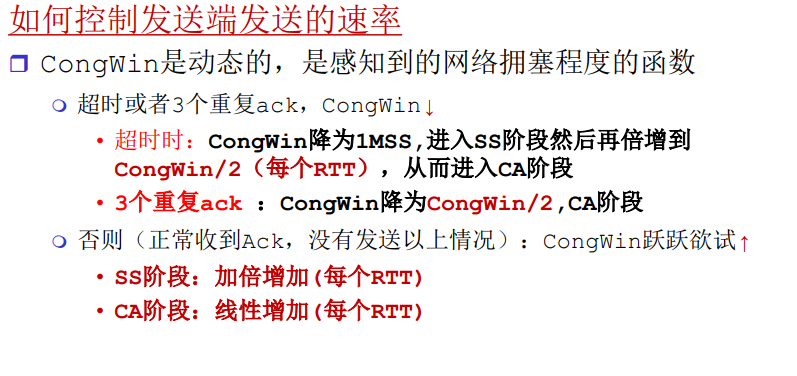 如何控制发送端发送的速率
CongWin是动态的，是感知到的网络拥塞程度的函数
超时或者3个重复ack，CongWin↓
超时时：CongWin降为1MSS,进入SS阶段然后再倍增到
CongWin/2（每个RTT），从而进入CA阶段
3个重复ack ：CongWin降为CongWin/2,CA阶段
否则（正常收到Ack，没有发送以上情况）：CongWin跃跃欲试↑
SS阶段：加倍增加(每个RTT)
CA阶段：线性增加(每个RTT)